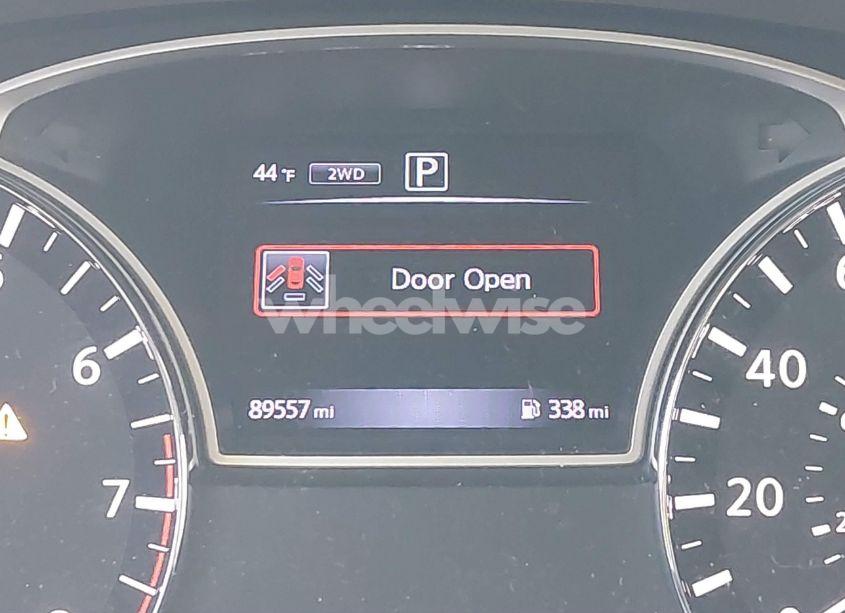 44°F 2WD P
Door Open
wheelwise
6
40
89557 mi 338 mi
7
20